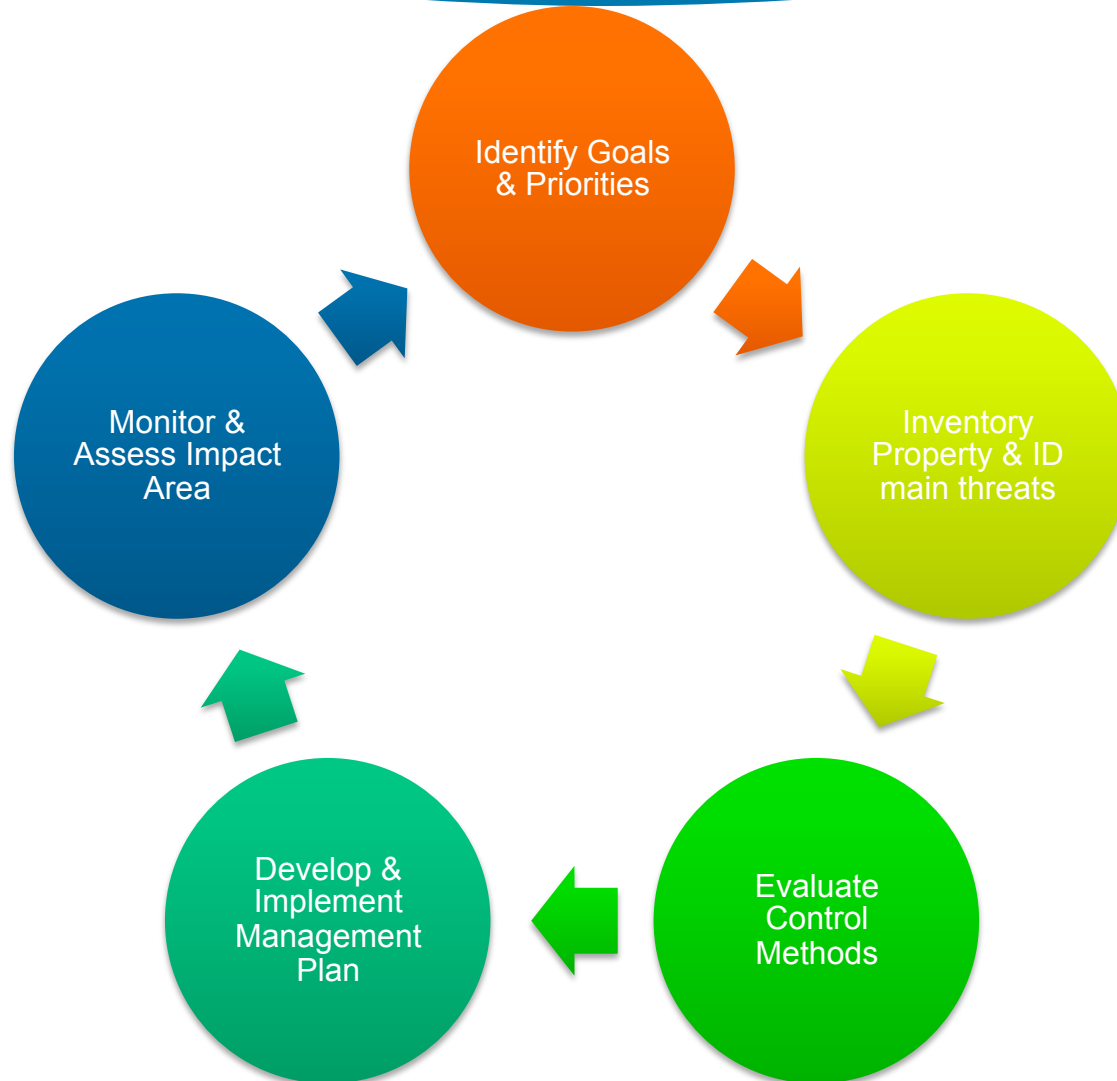 Identify Goals
& Priorities
Inventory
Property & ID
main threats
Evaluate
Control
Methods
Develop &
Implement
Management
Plan
Monitor &
Assess Impact
Area